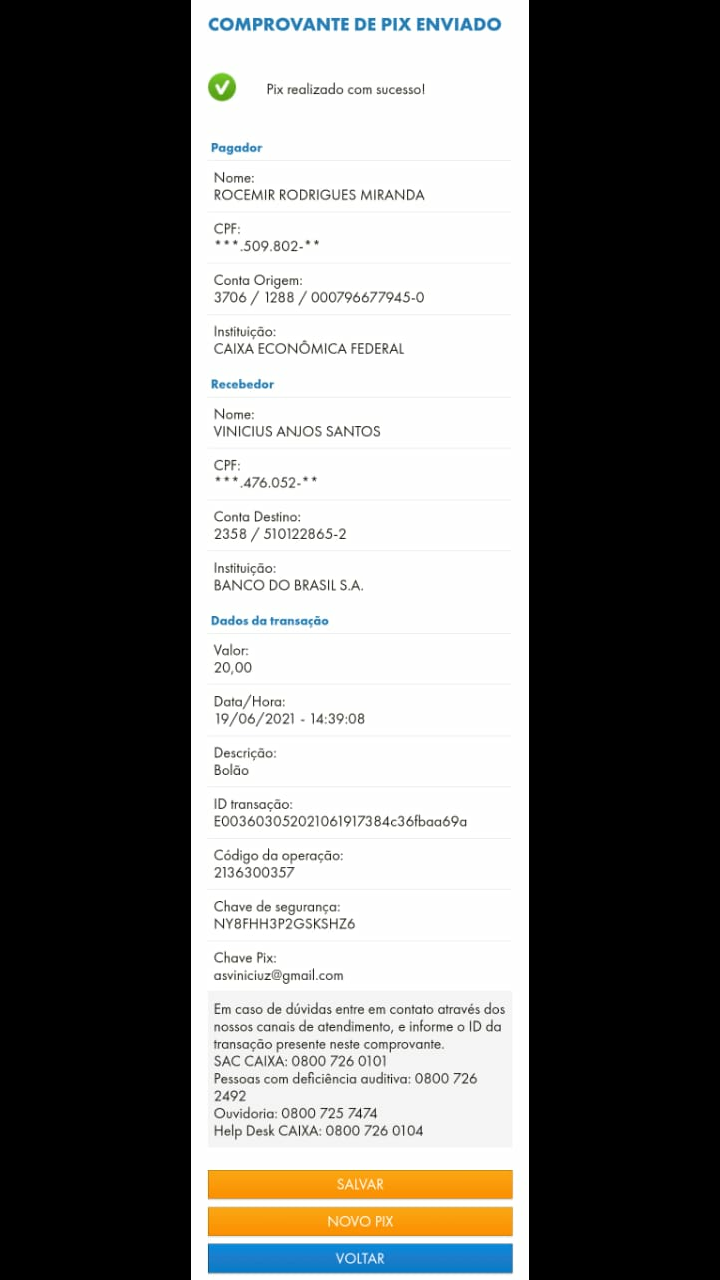 COMPROVANTE DE PIX ENVIADO
Pix realizado com sucesso!
Pagador
Nome:
ROCEMIR RODRIGUES MIRANDA
CPF:
***.509.802-**
Conta Origem:
3706 / 1288 / 000796677945-0
Instituição:
CAIXA ECONÔMICA FEDERAL
Recebedor
Nome:
VINICIUS ANJOS SANTOS
CPF:
***.476.052-**
Conta Destino:
2358 / 510122865-2
Instituição:
BANCO DO BRASIL S.A.
Dados da transação
Valor:
20,00
Data/Hora:
19/06/2021 - 14:39:08
Descrição:
Bolão
ID transação:
E00360305202106191738​4c36fbaa69a
Código da operação:
2136300357
Chave de segurança:
NY8FHH3P2GSKSHZ6
Chave Pix:
asviniciuz@gmail.com
Em caso de dúvidas entre em contato através dos
nossos canais de atendimento, e informe o ID da
transação presente neste comprovante.
SAC CAIXA: 0800 726 0101
Pessoas com deficiência auditiva: 0800 726
2492
Ouvidoria: 0800 725 7474
Help Desk CAIXA: 0800 726 0104
SALVAR
NOVO PIX
VOLTAR